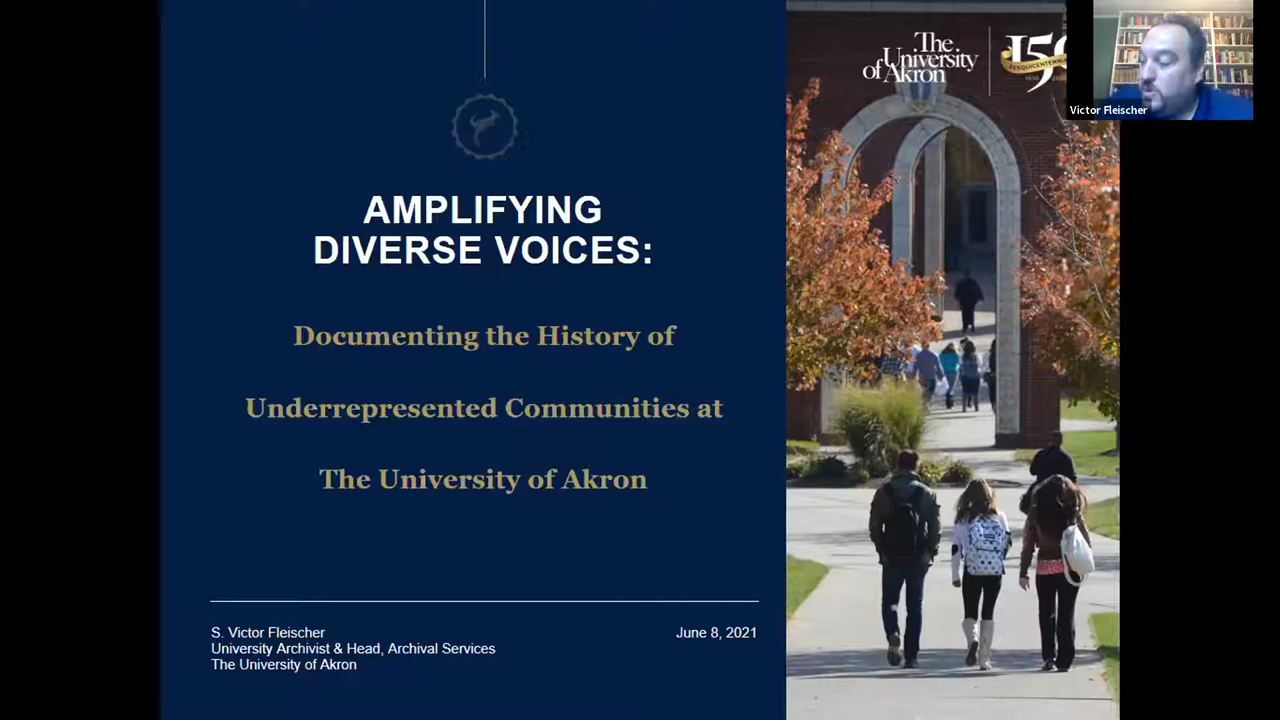 AMPLIFYING
DIVERSE VOICES:
Documenting the History of
Underrepresented Communities at
The University of Akron
S. Victor Fleischer
University Archivist & Head, Archival Services
The University of Akron
June 8, 2021
The
University
of Akron
SESQUICENTENNIAL
Victor Fleischer